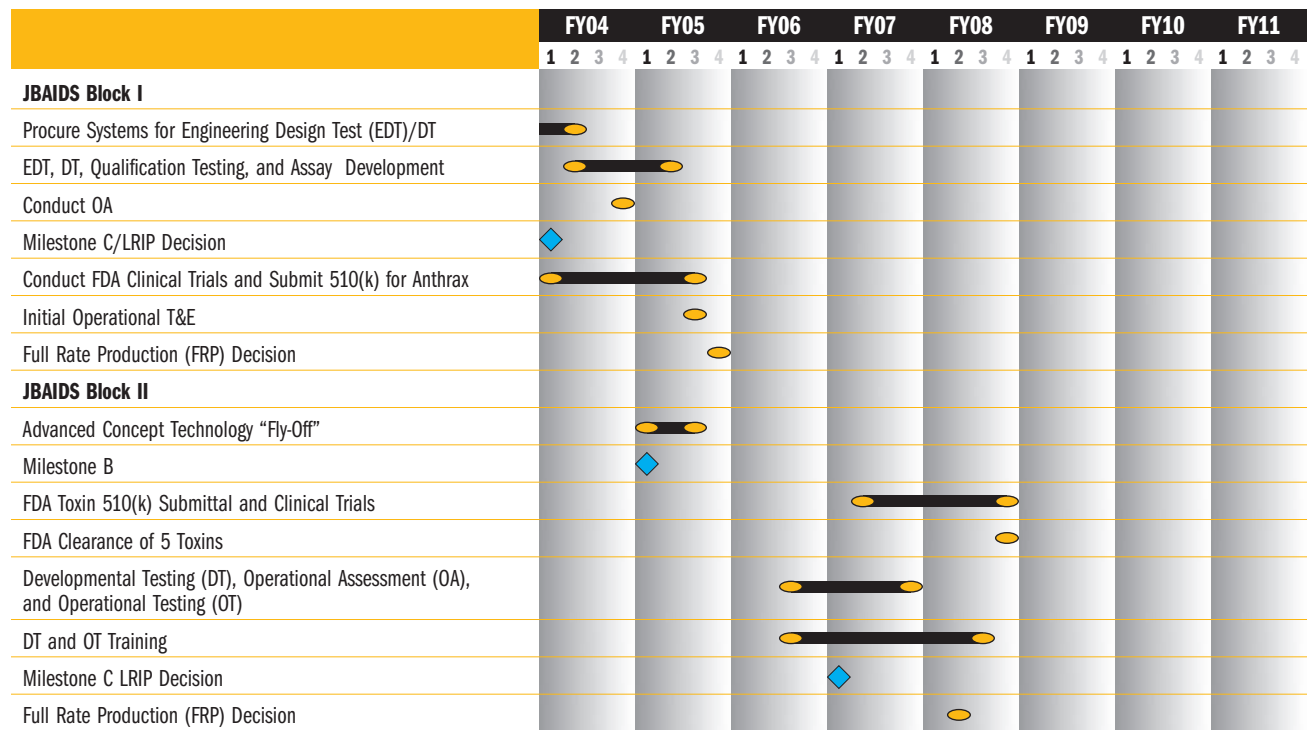 FY04 FY05 FY06 FY07 FY08 FY09 FY10 FY11
1 2 3 4 1 2 3 4 1 2 3 4 1 2 3 4 1 2 3 4 1 2 3 4 1 2 3 4 1 2 3 4
JBAIDS Block I
Procure Systems for Engineering Design Test (EDT)/DT
EDT, DT, Qualification Testing, and Assay Development
Conduct OA
Milestone C/LRIP Decision
Conduct FDA Clinical Trials and Submit 510(k) for Anthrax
Initial Operational T&E
Full Rate Production (FRP) Decision
JBAIDS Block II
Advanced Concept Technology “Fly-Off”
Milestone B
FDA Toxin 510(k) Submittal and Clinical Trials
FDA Clearance of 5 Toxins
Developmental Testing (DT), Operational Assessment (OA),
and Operational Testing (OT)
DT and OT Training
Milestone C LRIP Decision
Full Rate Production (FRP) Decision